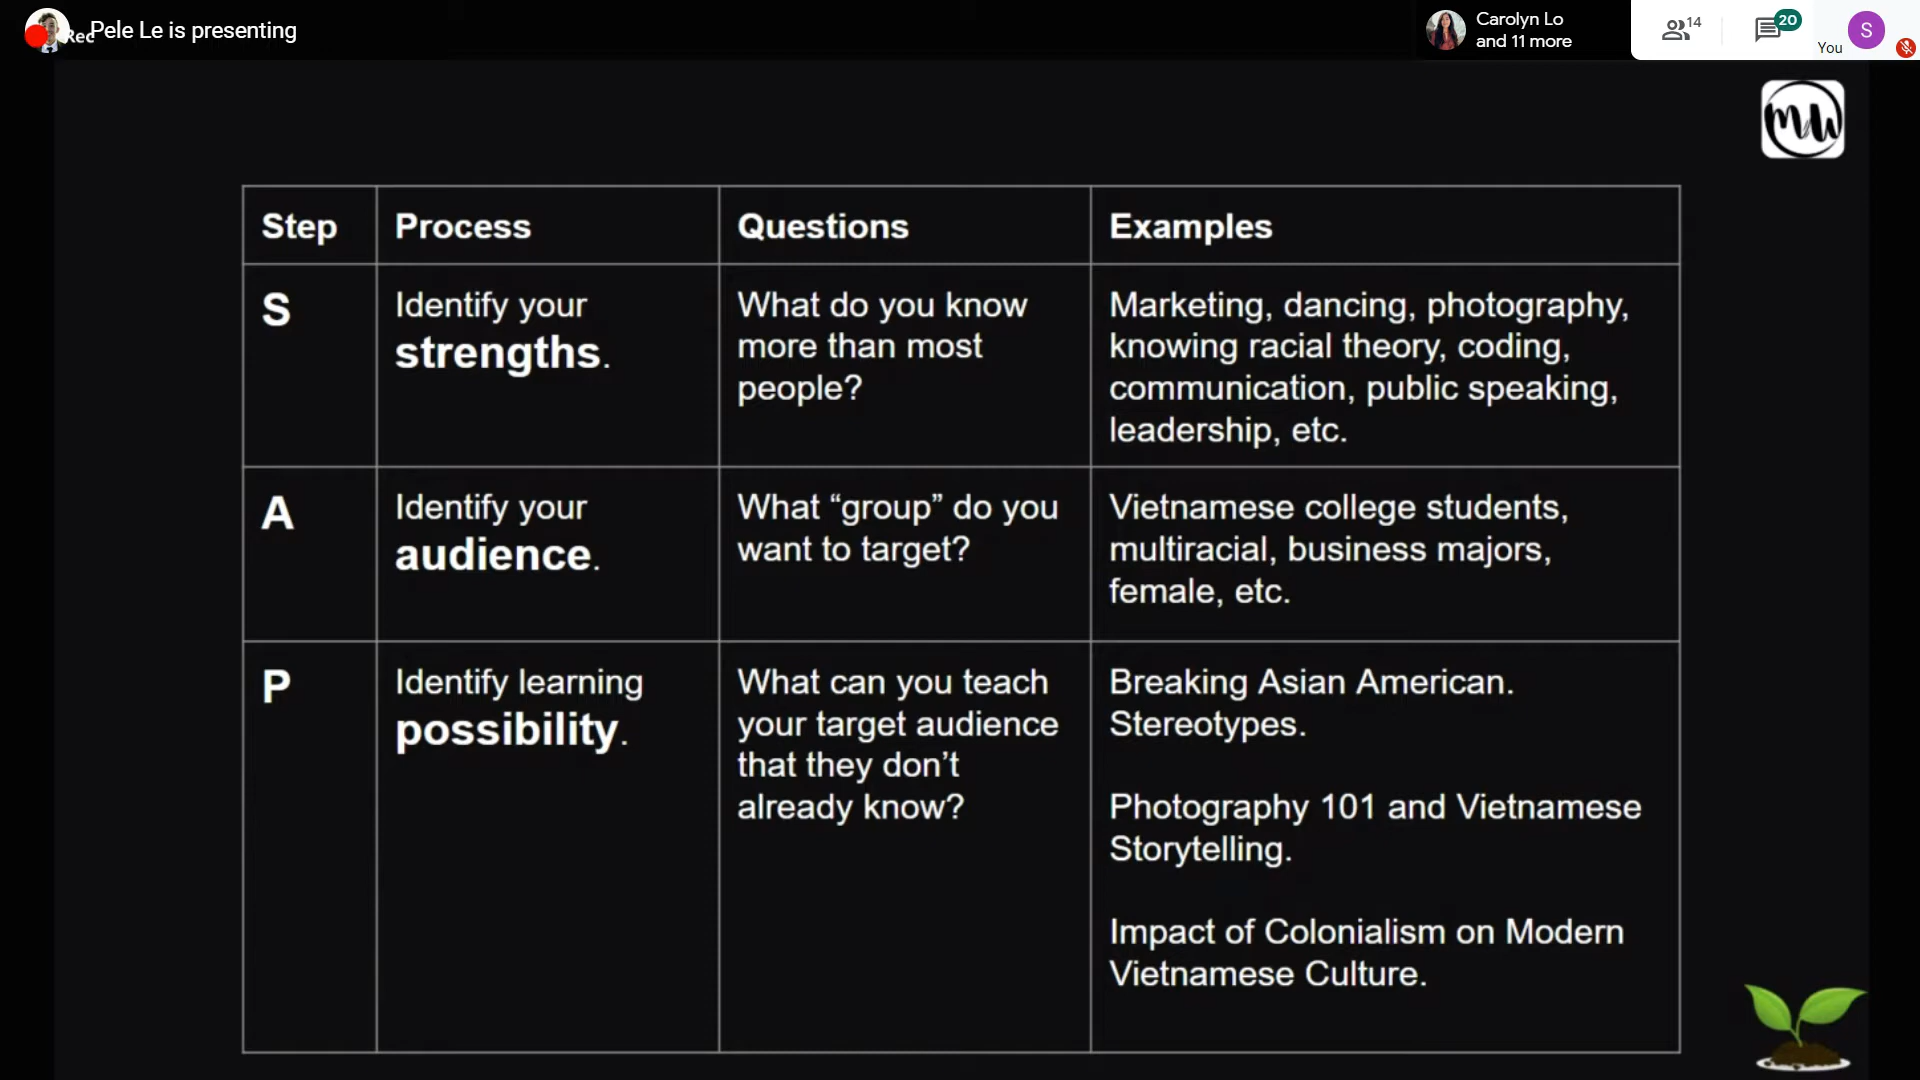 Rec
Pele Le is presenting
Carolyn Lo
and 11 more
14
20
You
S
MW
Step
Process
Questions
Examples
S
Identify your
strengths.
What do you know
more than most
people?
Marketing, dancing, photography,
knowing racial theory, coding,
communication, public speaking,
leadership, etc.
A
Identify your
audience.
What “group” do you
want to target?
Vietnamese college students,
multiracial, business majors,
female, etc.
P
Identify learning
possibility.
What can you teach
your target audience
that they don’t
already know?
Breaking Asian American.
Stereotypes.
Photography 101 and Vietnamese
Storytelling.
Impact of Colonialism on Modern
Vietnamese Culture.